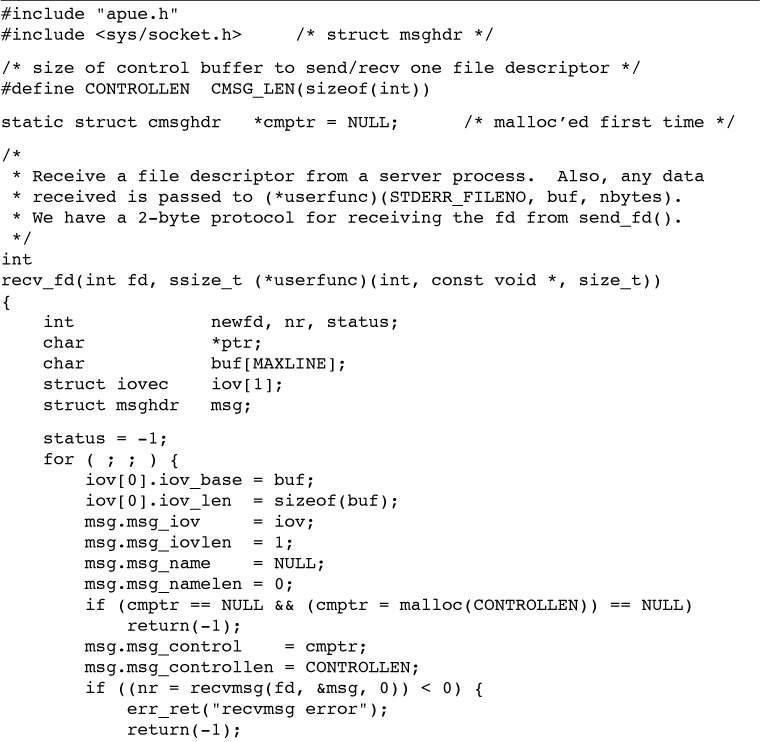 #include "apue.h"
#include <sys/socket.h>     /* struct msghdr */
/* size of control buffer to send/recv one file descriptor */
#define CONTROLLEN  CMSG_LEN(sizeof(int))
static struct cmsghdr   *cmptr = NULL;      /* malloc’ed first time */
/*
 * Receive a file descriptor from a server process.  Also, any data
 * received is passed to (*userfunc)(STDERR_FILENO, buf, nbytes).
 * We have a 2-byte protocol for receiving the fd from send_fd().
 */
int
recv_fd(int fd, ssize_t (*userfunc)(int, const void *, size_t))
{
    int             newfd, nr, status;
    char            *ptr;
    char            buf[MAXLINE];
    struct iovec    iov[1];
    struct msghdr   msg;
    status = -1;
    for ( ; ; ) {
        iov[0].iov_base = buf;
        iov[0].iov_len  = sizeof(buf);
        msg.msg_iov     = iov;
        msg.msg_iovlen  = 1;
        msg.msg_name    = NULL;
        msg.msg_namelen = 0;
        if (cmptr == NULL && (cmptr = malloc(CONTROLLEN)) == NULL)
            return(-1);
        msg.msg_control    = cmptr;
        msg.msg_controllen = CONTROLLEN;
        if ((nr = recvmsg(fd, &msg, 0)) < 0) {
            err_ret("recvmsg error");
            return(-1);